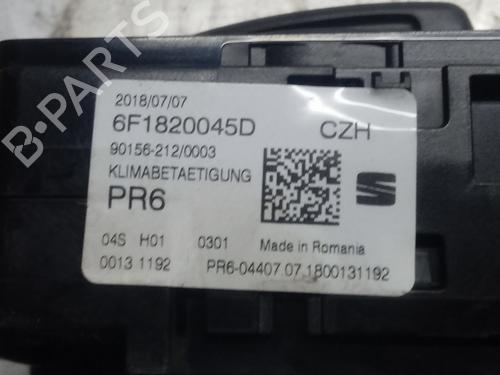 2018/07/07
6F1820045D CZH
90156-212/0003
KLIMABETAETIGUNG
PR6
04S H01 0301 Made in Romania
0013 1192 PR6-04407.07.1800131192